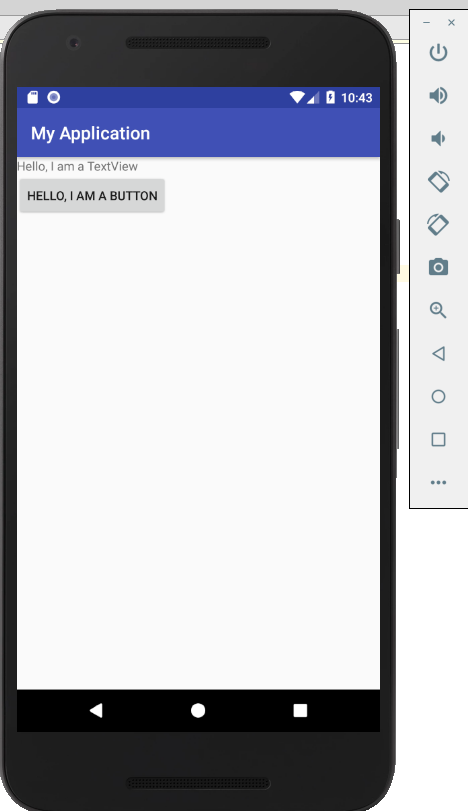 10:43
My Application
Hello, I am a TextView
HELLO, I AM A BUTTON